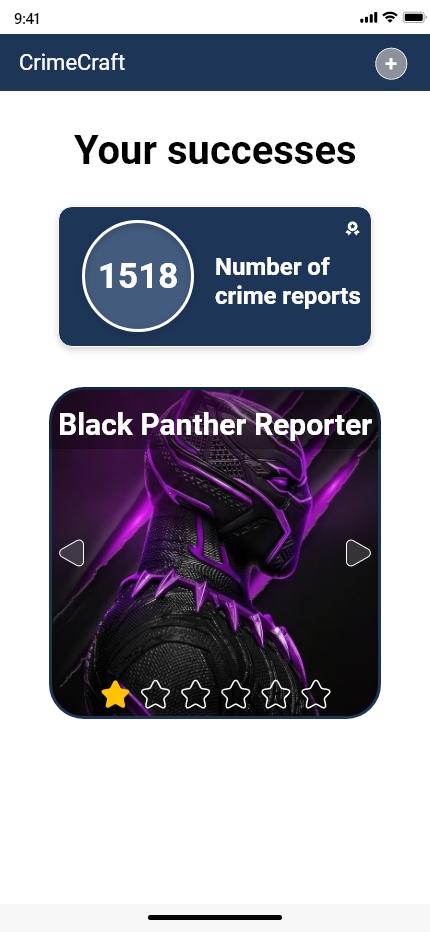 9:41
CrimeCraft
Your successes
1518
Number of
crime reports
Black Panther Reporter